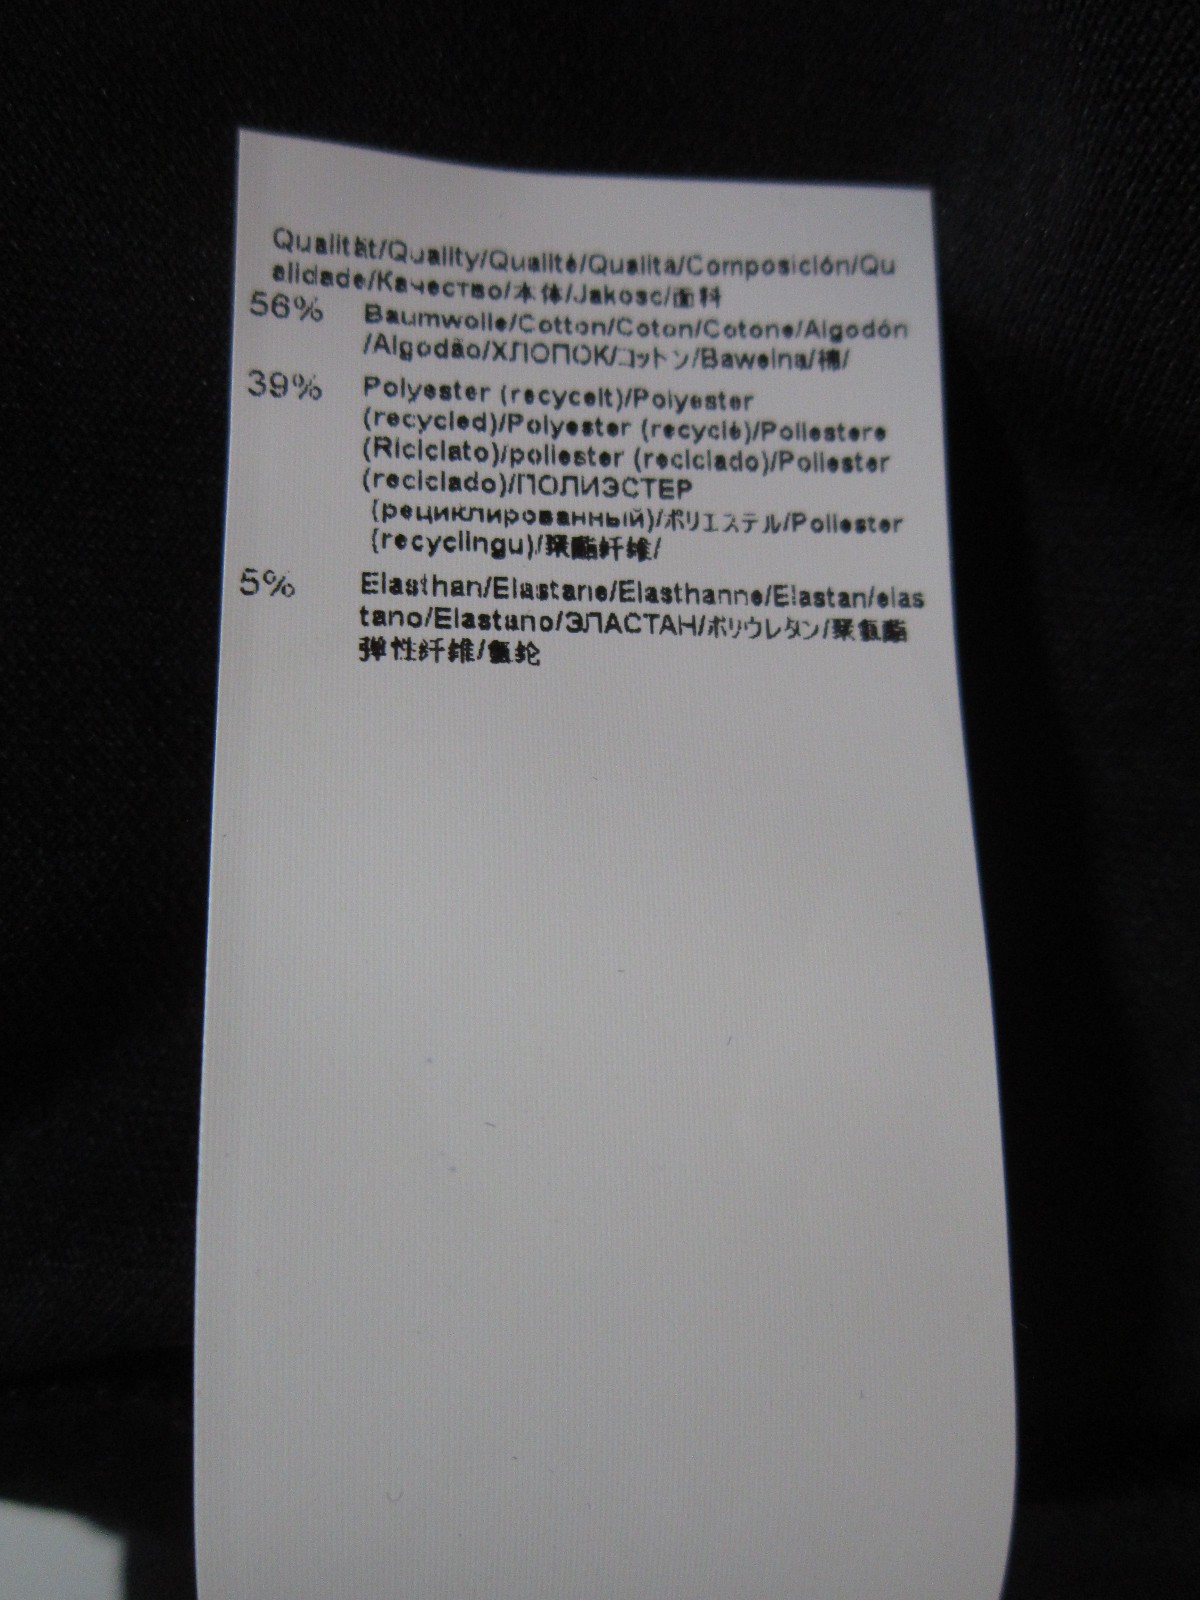 Qualität/Quality/Qualité/Qualita/Composición/Qu
alidade/Качество/本体/Jakosc/面料
56% Baumwolle/Cotton/Coton/Cotone/Algodón
/Algodão/ХЛОПОК/コットン/Bawelna/棉/
39% Polyester (recycelt)/Polyester
(recycled)/Polyester (recyclé)/Poliestere
(Riciclato)/poliester (reciclado)/Poliester
(reciclado)/ПОЛИЭСТЕР
(рециклированный)/ポリエステル/Poliester
(recyclingu)/聚酯纤维/
5% Elasthan/Elastane/Elasthanne/Elastan/elas
tano/Elastano/ЭЛАСТАН/ポリウレタン/聚氨酯
弹性纤维/氨纶